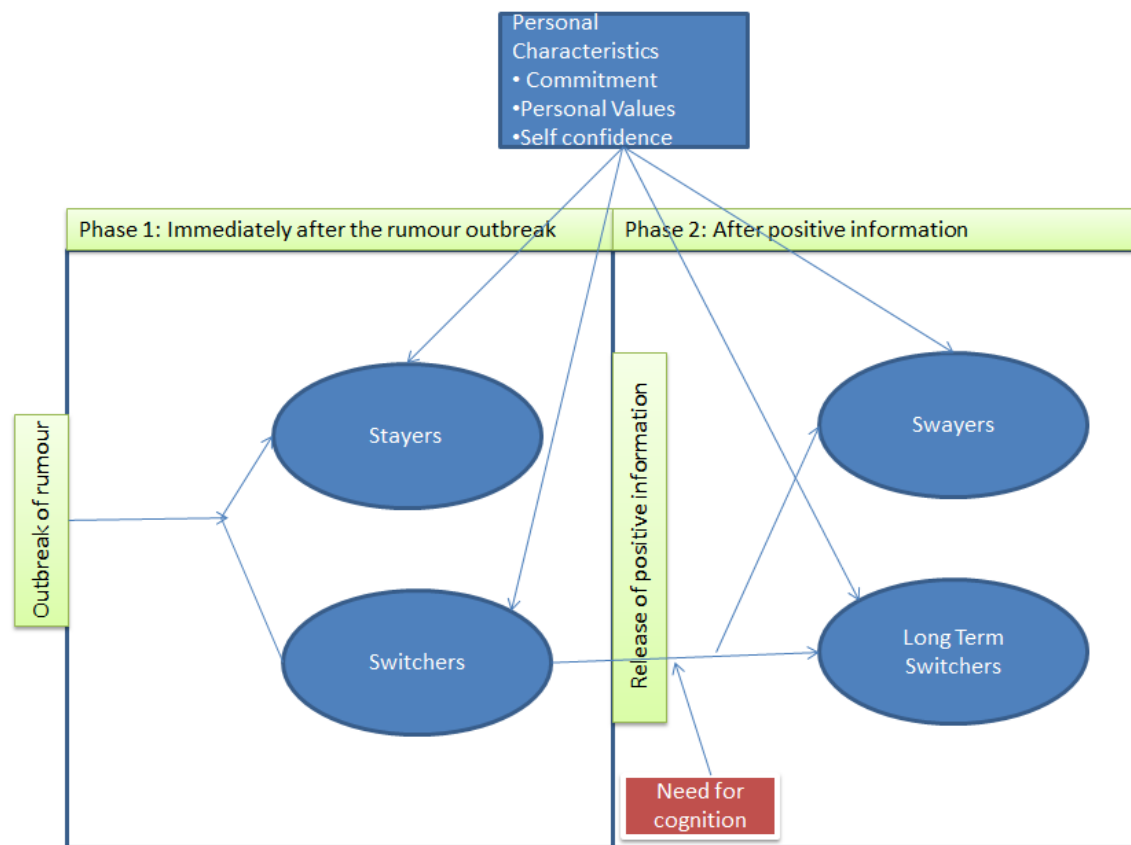 Personal
Characteristics
• Commitment
•Personal Values
•Self confidence
Phase 1: Immediately after the rumour outbreak
Phase 2: After positive information
Outbreak of rumour
Stayers
Switchers
Release of positive information
Swayers
Long Term
Switchers
Need for
cognition